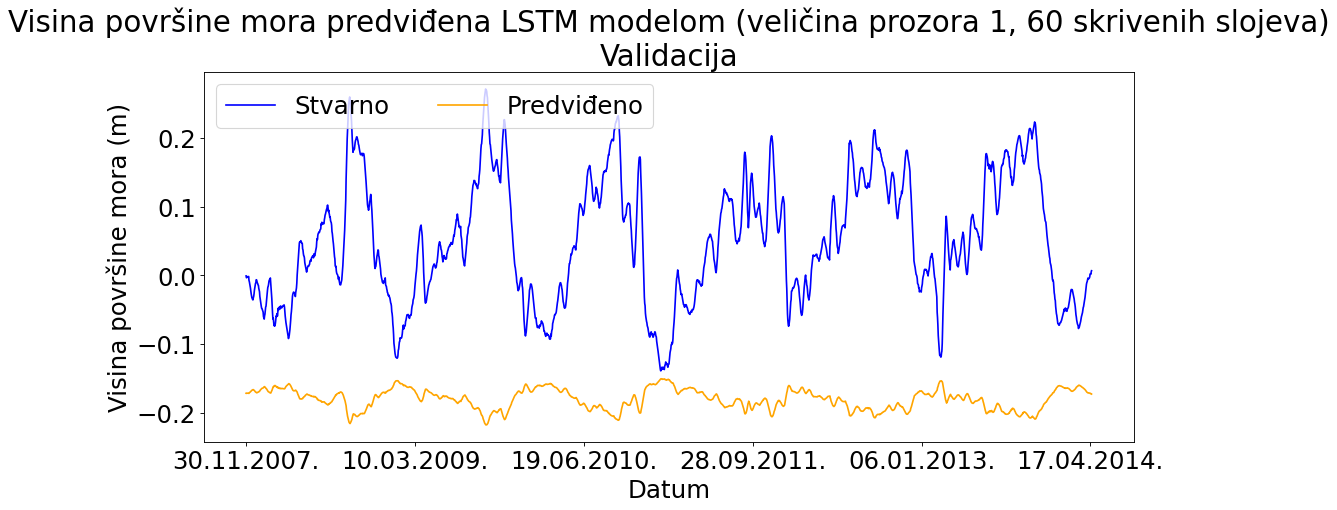 Visina površine mora predviđena LSTM modelom (veličina prozora 1, 60 skrivenih slojeva)
Validacija
Stvarno
Predviđeno
Visina površine mora (m)
0.2
0.1
0.0
−0.1
−0.2
30.11.2007.
10.03.2009.
19.06.2010.
28.09.2011.
06.01.2013.
17.04.2014.
Datum